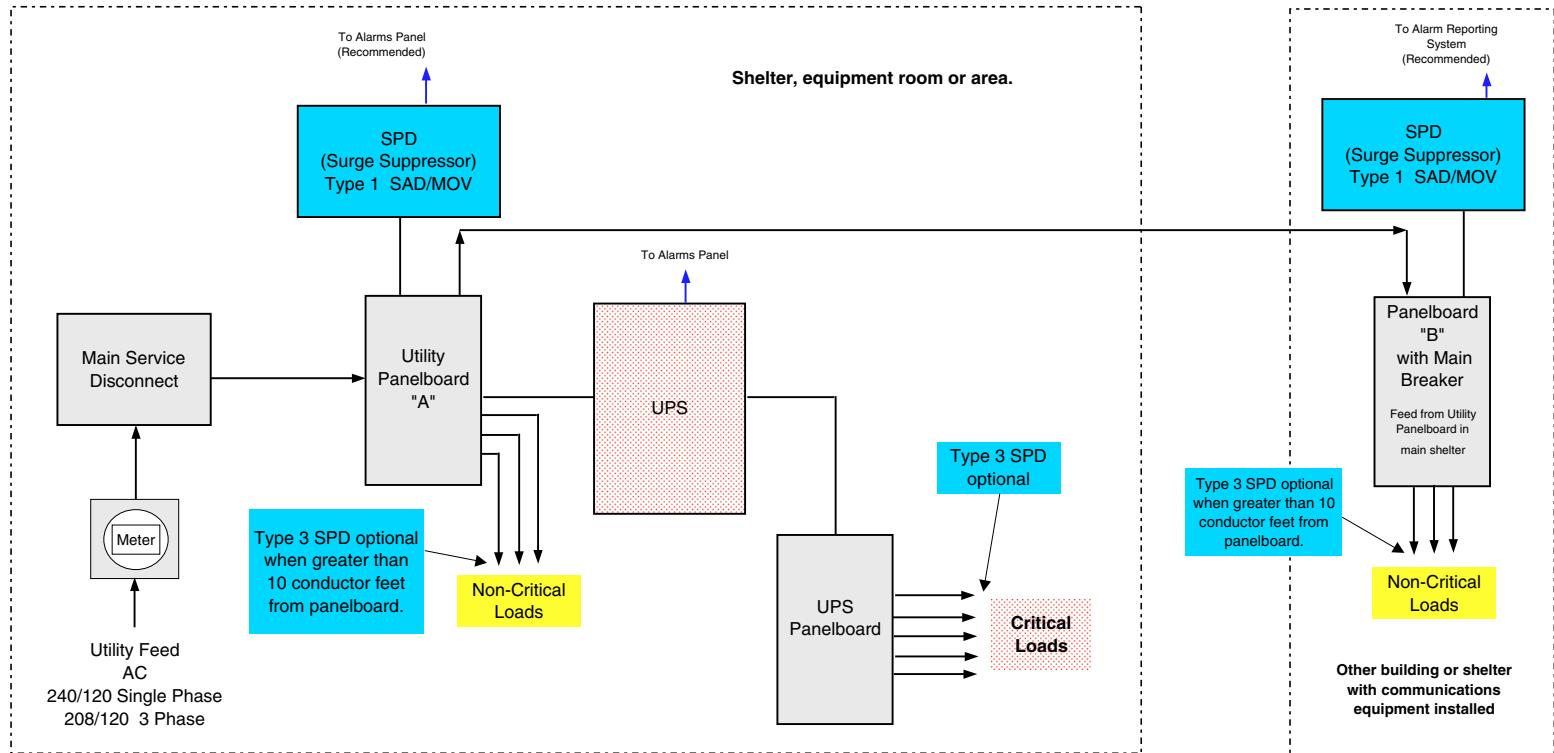 To Alarms Panel
(Recommended)
Shelter, equipment room or area.
SPD
(Surge Suppressor)
Type 1 SAD/MOV
To Alarms Panel
Main Service
Disconnect
Utility
Panelboard
"A"
UPS
Meter
Type 3 SPD optional
when greater than
10 conductor feet
from panelboard.
Non-Critical
Loads
Type 3 SPD
optional
UPS
Panelboard
Critical
Loads
Utility Feed
AC
240/120 Single Phase
208/120 3 Phase
To Alarm Reporting
System
(Recommended)
SPD
(Surge Suppressor)
Type 1 SAD/MOV
Panelboard
"B"
with Main
Breaker
Feed from Utility
Panelboard in
main shelter
Type 3 SPD optional
when greater than 10
conductor feet from
panelboard.
Non-Critical
Loads
Other building or shelter
with communications
equipment installed